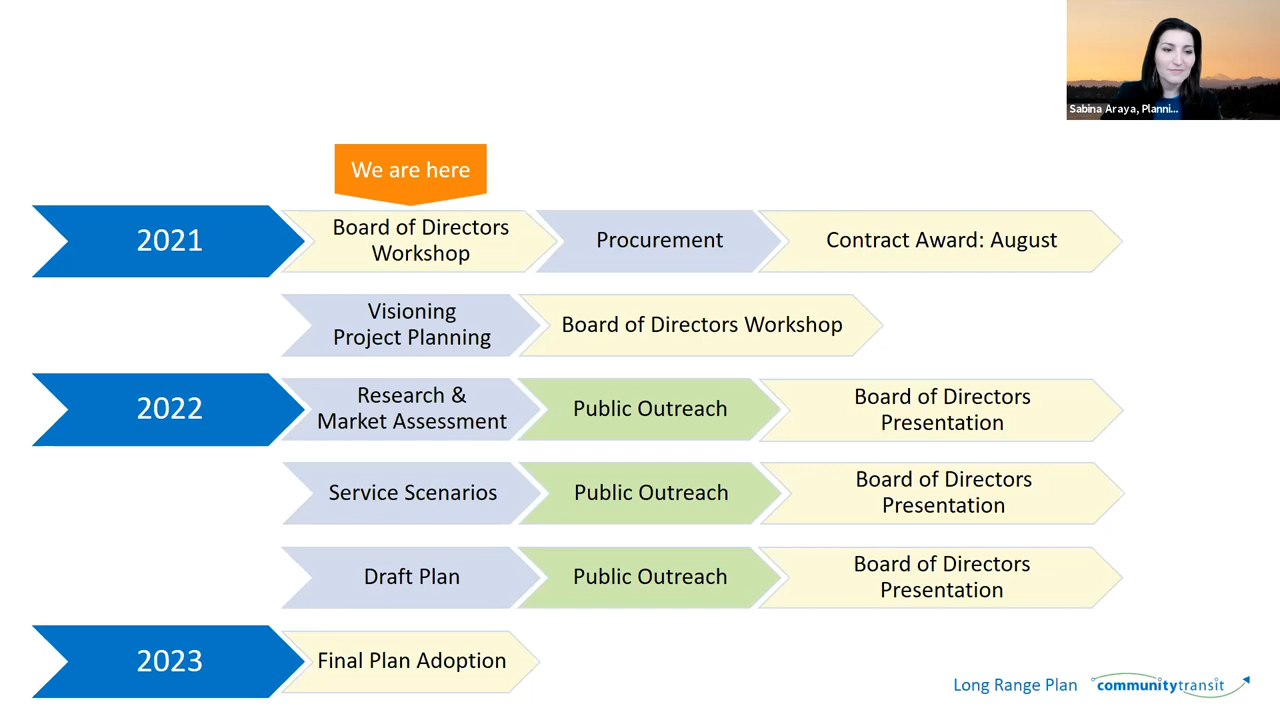 Sabina Araya, Planni...
We are here
2021
Board of Directors
Workshop
Procurement
Contract Award: August
Visioning
Project Planning
Board of Directors Workshop
2022
Research &
Market Assessment
Public Outreach
Board of Directors
Presentation
Service Scenarios
Public Outreach
Board of Directors
Presentation
Draft Plan
Public Outreach
Board of Directors
Presentation
2023
Final Plan Adoption
Long Range Plan
communitytransit